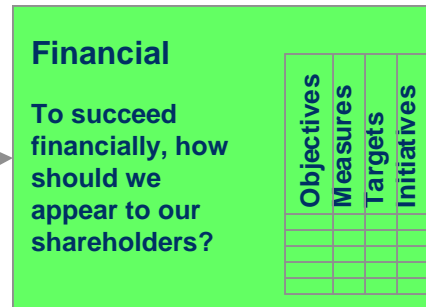 Financial
To succeed
financially, how
should we
appear to our
shareholders?
Objectives
Measures
Targets
Initiatives